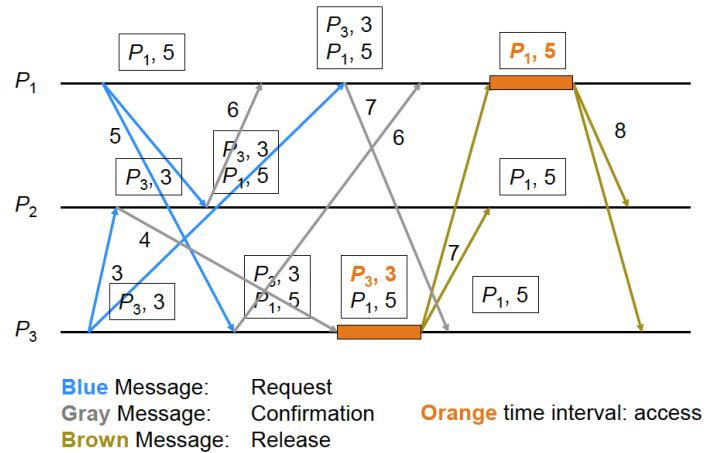 P1, 5
P3, 3
P1, 5
P1, 5
P1
5
6
7
6
8
P3, 3
P3, 3
P1, 5
P1, 5
P2
4
3
7
P3, 3
P3, 3
P1, 5
P3, 3
P1, 5
P1, 5
P3
Blue Message: Request
Gray Message: Confirmation Orange time interval: access
Brown Message: Release